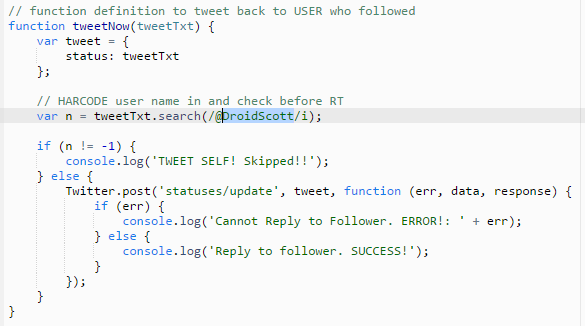 // function definition to tweet back to USER who followed
function tweetNow(tweetTxt) {
    var tweet = {
        status: tweetTxt
    };

    // HARCODE user name in and check before RT
    var n = tweetTxt.search(/@DroidScott/i);

    if (n != -1) {
        console.log('TWEET SELF! Skipped!!');
    } else {
        Twitter.post('statuses/update', tweet, function (err, data, response) {
            if (err) {
                console.log('Cannot Reply to Follower. ERROR!: ' + err);
            } else {
                console.log('Reply to follower. SUCCESS!');
            }
        });
    }
}